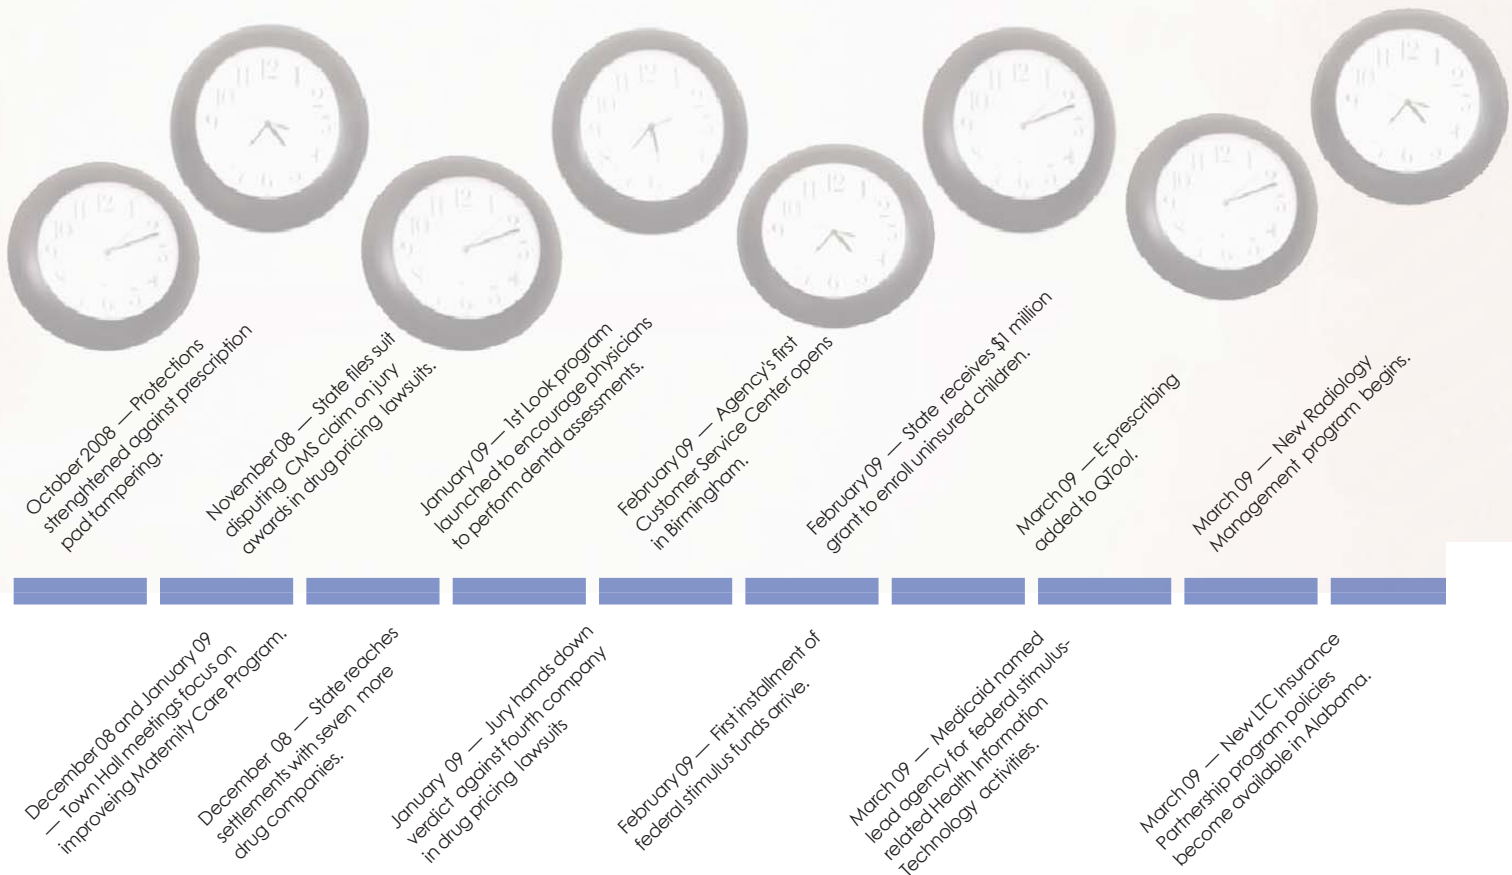 October 2008 — Protections
strenghtened against prescription
pad tampering.
November 08 — State files suit
disputing CMS claim on jury
awards in drug pricing lawsuits.
January 09 — 1st Look program
launched to encourage physicians
to perform dental assessments.
February 09 — Agency's first
Customer Service Center opens
in Birmingham.
February 09 — State receives $1 million
grant to enroll uninsured children.
March 09 — E-prescribing
added to QTool.
March 09 — New Radiology
Management program begins.
December 08 and January 09
— Town Hall meetings focus on
improveing Maternity Care Program.
December 08 — State reaches
settlements with seven more
drug companies.
January 09 — Jury hands down
verdict against fourth company
in drug pricing lawsuits
February 09 — First installment of
federal stimulus funds arrive.
March 09 — Medicaid named
lead agency for federal stimulus-
related Health Information
Technology activities.
March 09 — New LTC Insurance
Partnership program policies
become available in Alabama.